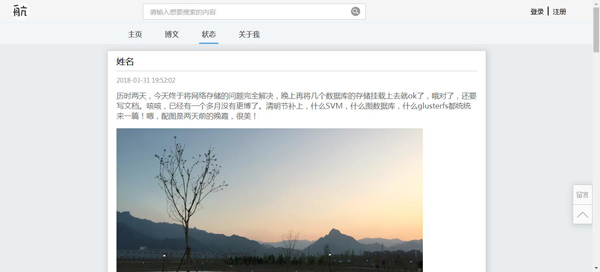 航
请输入想要搜索的内容
登录 | 注册
主页 博文 状态 关于我
姓名
2018-03-31 19:52:02
历时两天，今天终于将网络存储的问题完全解决，晚上再将几个数据库的存储挂载上去就ok了，哦对了，还要
写文档。咳咳，已经有一个多月没有更博了。清明节补上，什么SVM，什么图数据库，什么glusterfs都统统
来一篇！嗯，配图是两天前的晚霞，很美！
留言